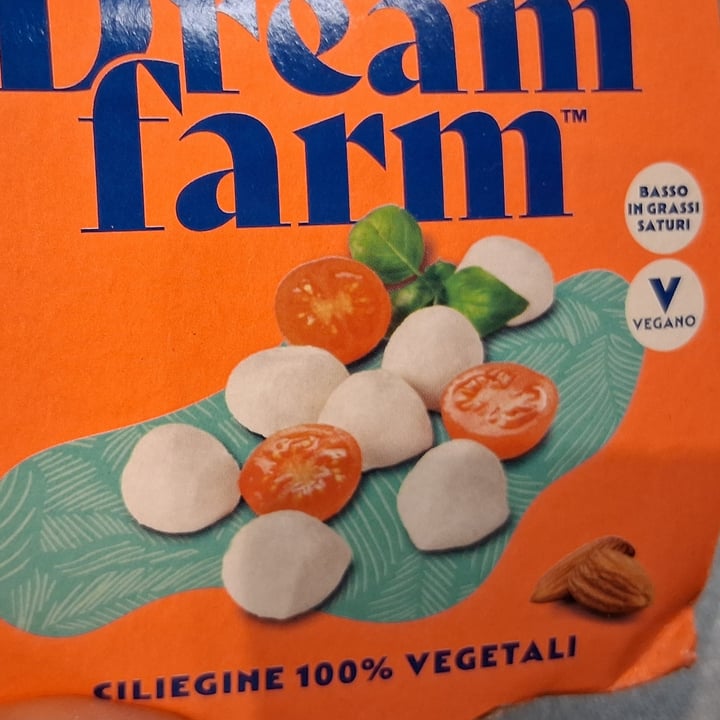 Dream
farm™
BASSO
IN GRASSI
SATURI
V
VEGANO
CILIEGINE 100% VEGETALI